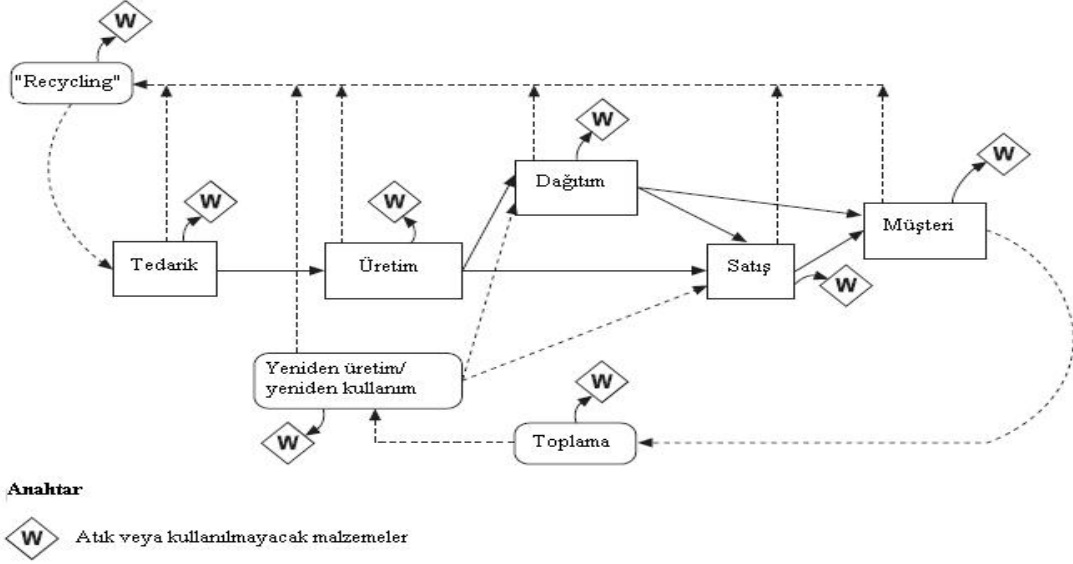 W
"Recycling"
W
Dağıtım
W
W
W
Müşteri
Tedarik
Üretim
Satış
W
Yeniden üretim/
yeniden kullanım
W
W
Toplama
Anahtar
W Atık veya kullanılmayacak malzemeler